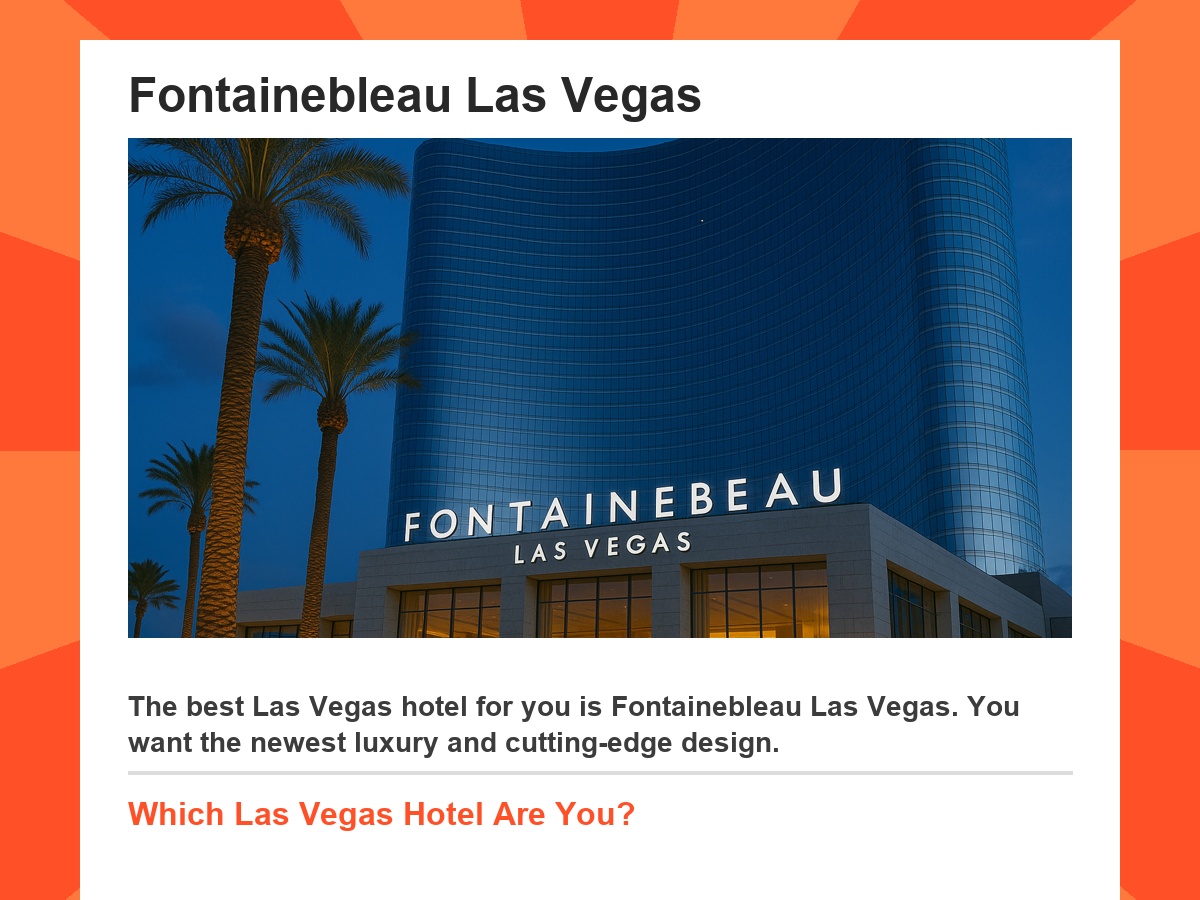 Fontainebleau Las Vegas
FONTAINEBEAU
LAS VEGAS
The best Las Vegas hotel for you is Fontainebleau Las Vegas. You
want the newest luxury and cutting-edge design.
Which Las Vegas Hotel Are You?